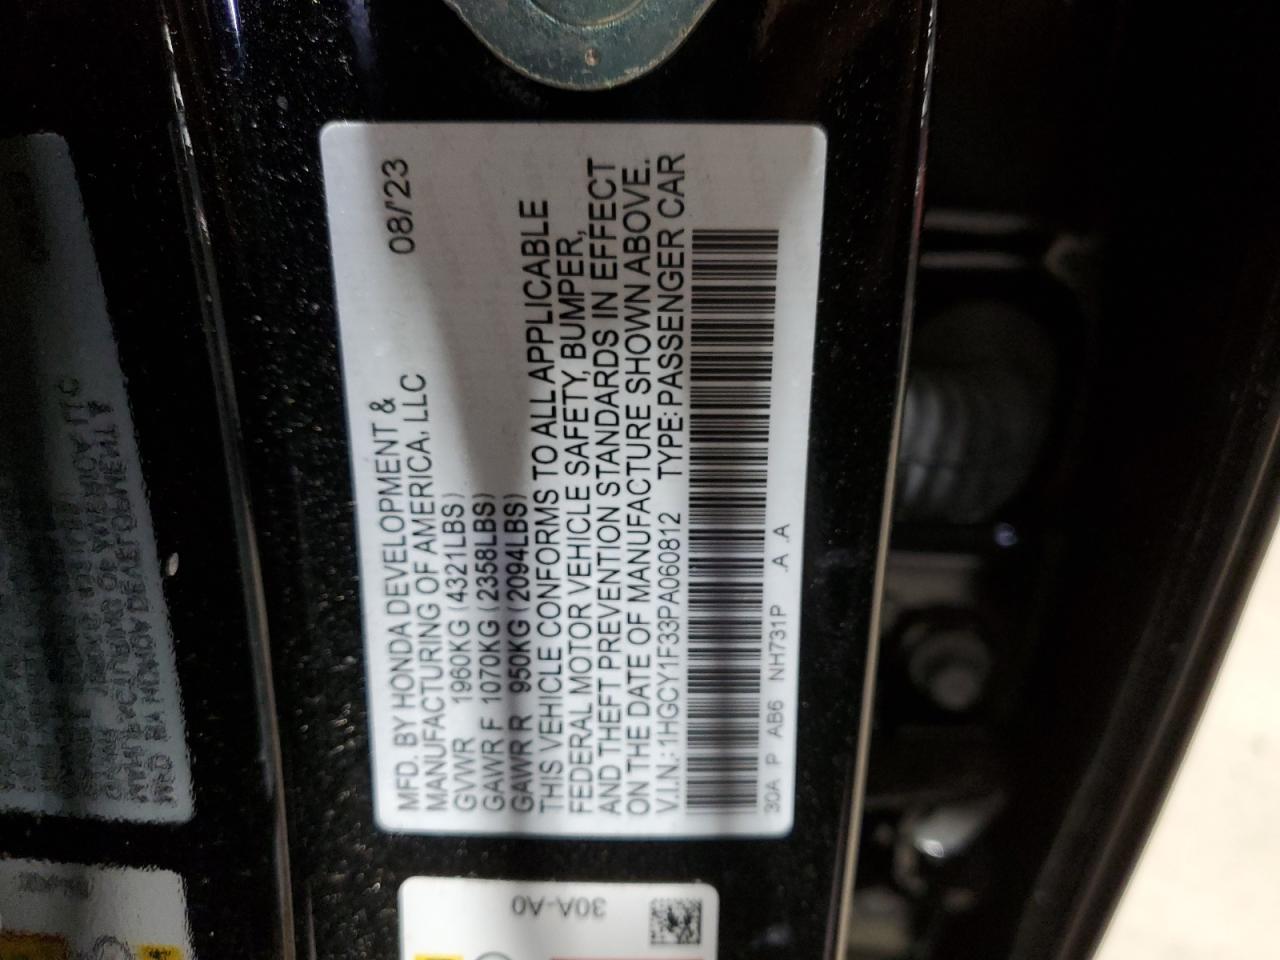 08/'23
MFD. BY HONDA DEVELOPMENT &
MANUFACTURING OF AMERICA, LLC
GVWR 1960KG (4321LBS)
GAWR F 1070KG (2358LBS)
GAWR R 950KG (2094LBS)
THIS VEHICLE CONFORMS TO ALL APPLICABLE
FEDERAL MOTOR VEHICLE SAFETY, BUMPER,
AND THEFT PREVENTION STANDARDS IN EFFECT
ON THE DATE OF MANUFACTURE SHOWN ABOVE.
V.I.N.: 1HGCY1F33PA060812 TYPE: PASSENGER CAR
30A P AB6 NH731P .A .A
30A-A0